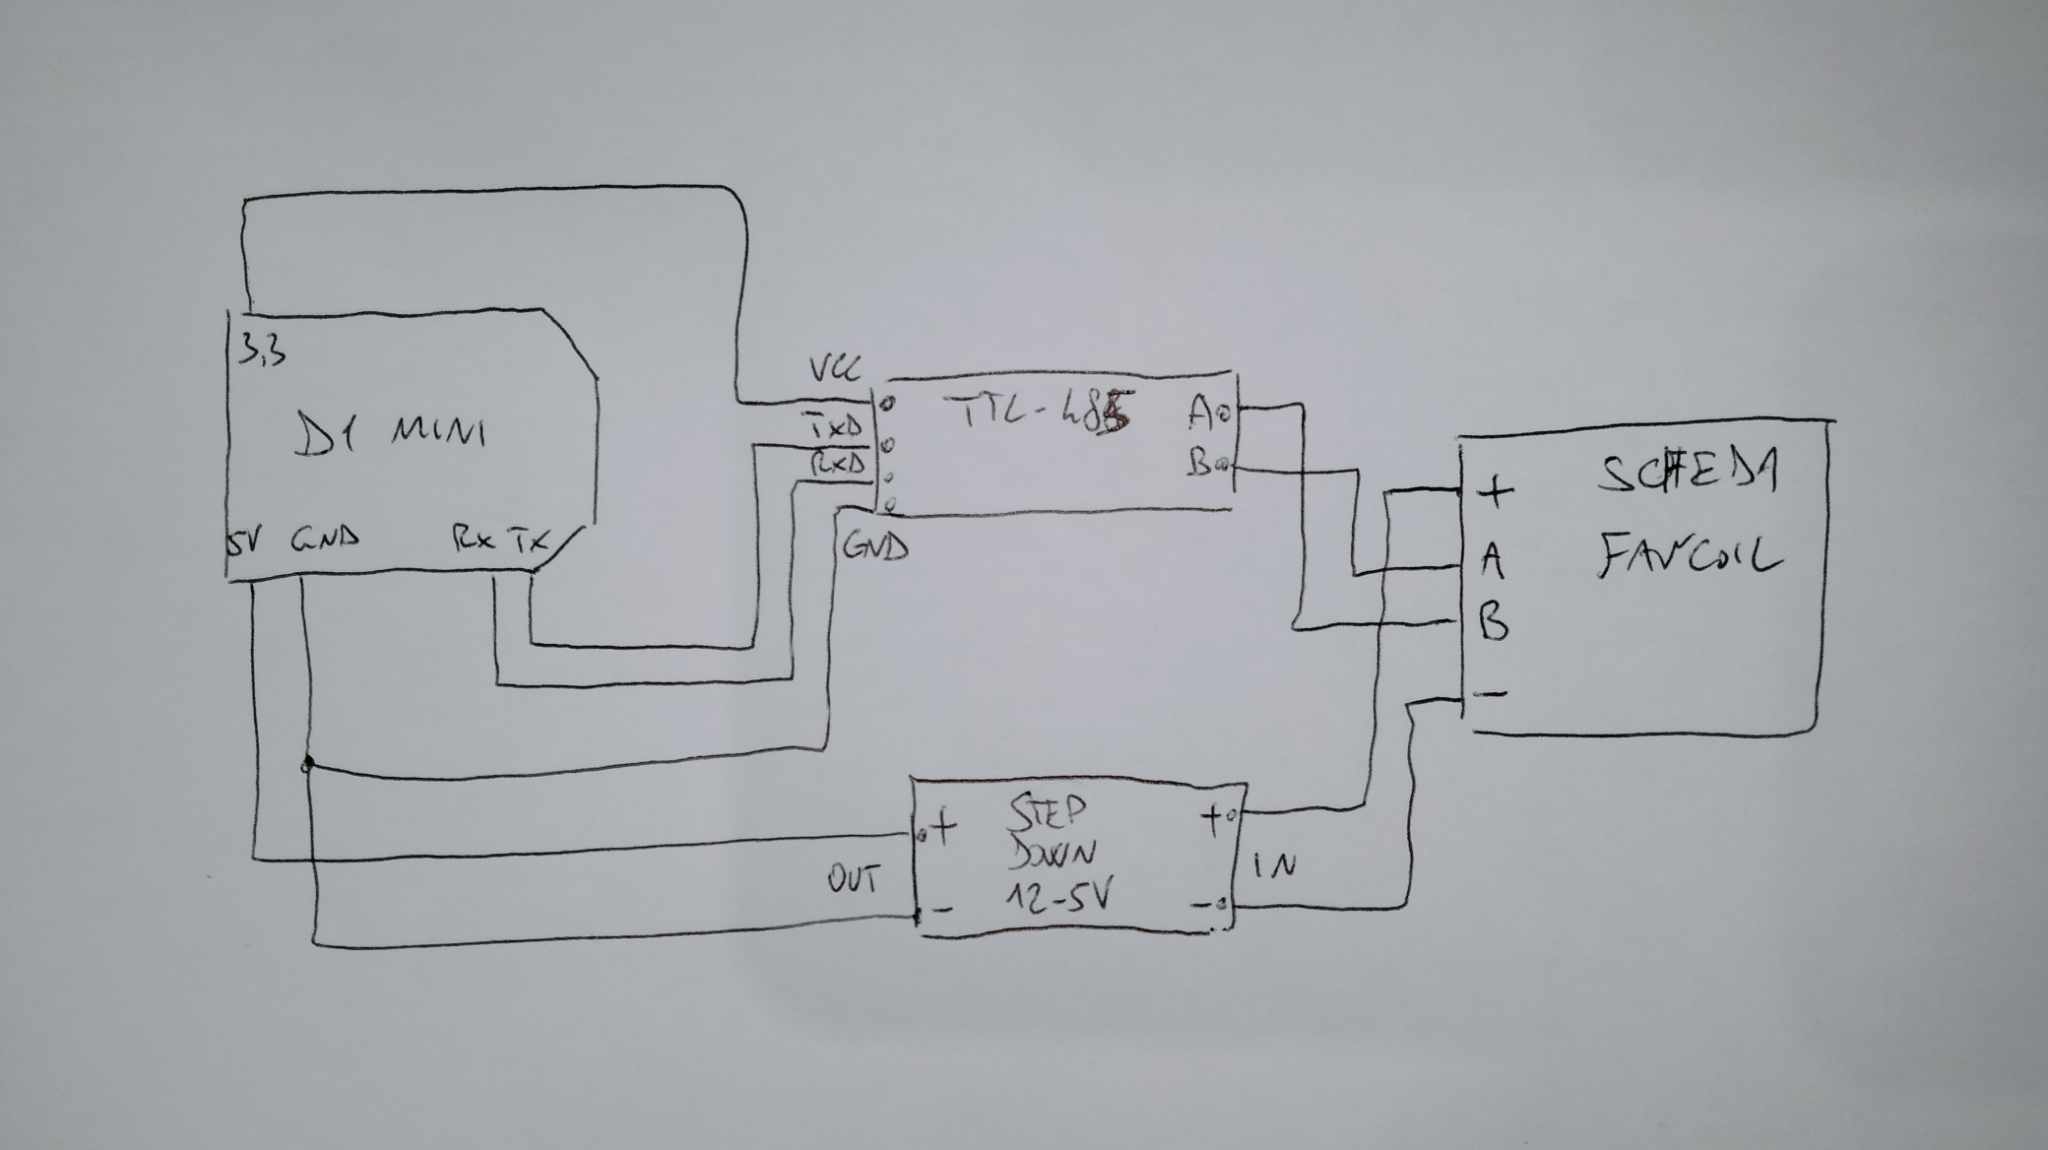 3,3
D1 MINI
5V GND Rx TX
VCC
TXD
RXD
GND
TTL-485
A
B
SCHEDA
FANCOIL
+
A
B
-
STEP
DOWN
12-5V
+
-
OUT
+
-
IN